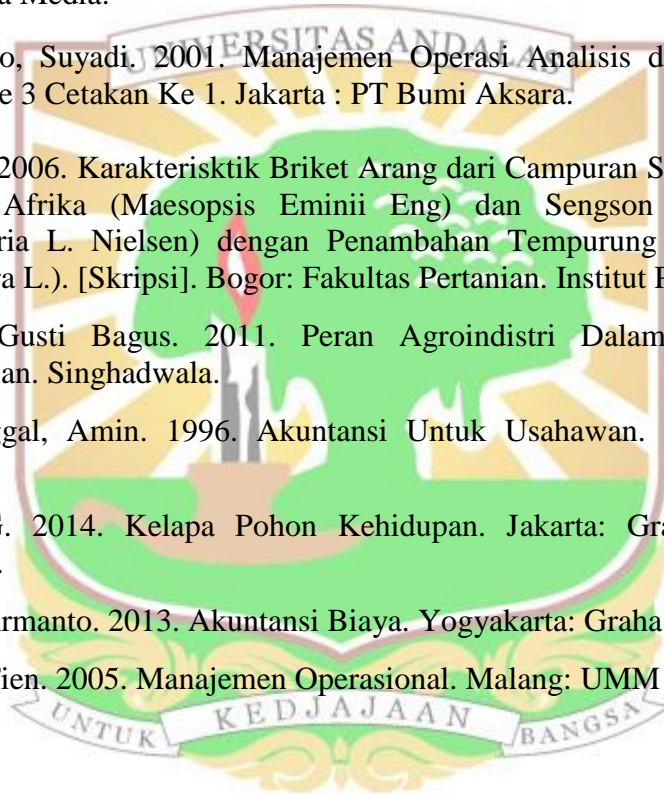 a Media.
UNIVERSITAS ANDALAS
o, Suyadi. 2001. Manajemen Operasi Analisis d
e 3 Cetakan Ke 1. Jakarta : PT Bumi Aksara.
2006. Karakterisktik Briket Arang dari Campuran S
Afrika (Maesopsis Eminii Eng) dan Sengson
ria L. Nielsen) dengan Penambahan Tempurung
a L.). [Skripsi]. Bogor: Fakultas Pertanian. Institut
Gusti Bagus. 2011. Peran Agroindistri Dalam
an. Singhadwala.
ggal, Amin. 1996. Akuntansi Untuk Usahawan.
G. 2014. Kelapa Pohon Kehidupan. Jakarta: Gra
.
armanto. 2013. Akuntansi Biaya. Yogyakarta: Graha
Tien. 2005. Manajemen Operasional. Malang: UMM
UNTUK KEDJAJAAN BANGSA